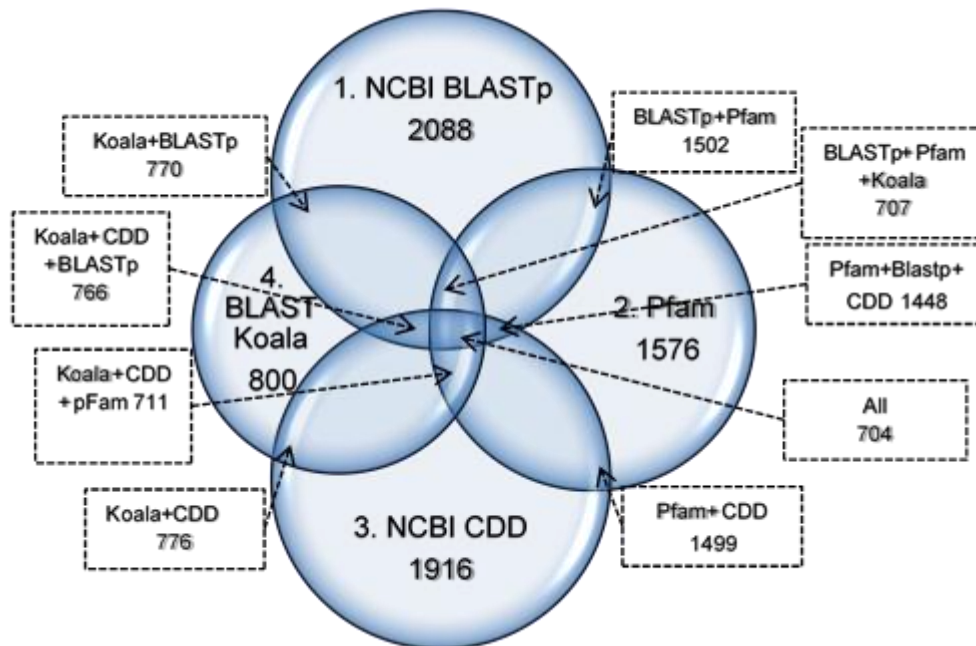 1. NCBI BLASTp
2088
Koala+BLASTp
770
BLASTp+Pfam
1502
BLASTp+Pfam
+Koala
707
Koala+CDD
+BLASTp
766
4.
BLAST
Koala
800
2. Pfam
1576
Pfam+Blastp+
CDD 1448
Koala+CDD
+pFam 711
All
704
Koala+CDD
776
3. NCBI CDD
1916
Pfam+CDD
1499